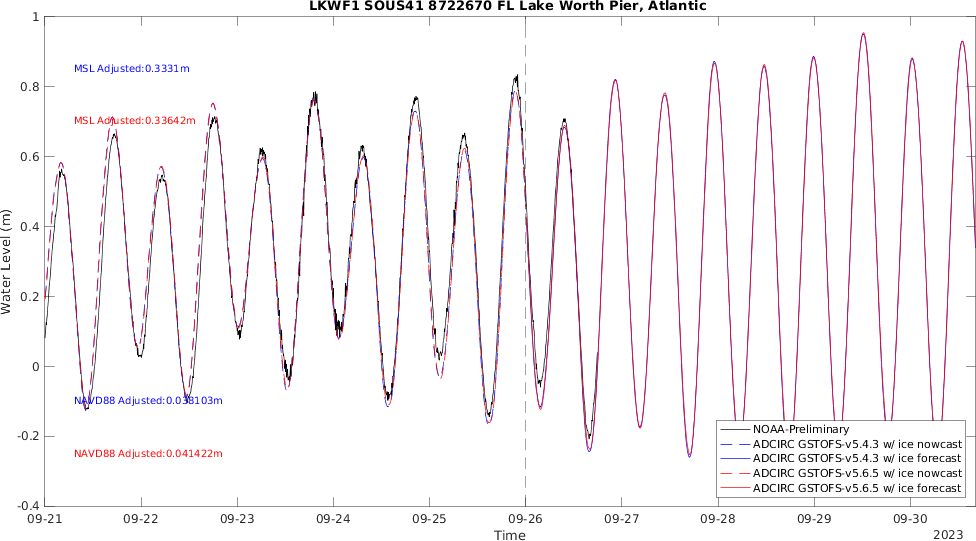 LKWF1 SOUS41 8722670 FL Lake Worth Pier, Atlantic
1
0.8
0.6
0.4
0.2
0
-0.2
-0.4
Water Level (m)
MSL Adjusted:0.3331m
MSL Adjusted:0.33642m
NAVD88 Adjusted:0.038103m
NAVD88 Adjusted:0.041422m
NOAA-Preliminary
ADCIRC GSTOFS-v5.4.3 w/ ice nowcast
ADCIRC GSTOFS-v5.4.3 w/ ice forecast
ADCIRC GSTOFS-v5.6.5 w/ ice nowcast
ADCIRC GSTOFS-v5.6.5 w/ ice forecast
09-21 09-22 09-23 09-24 09-25 09-26 09-27 09-28 09-29 09-30
Time
2023